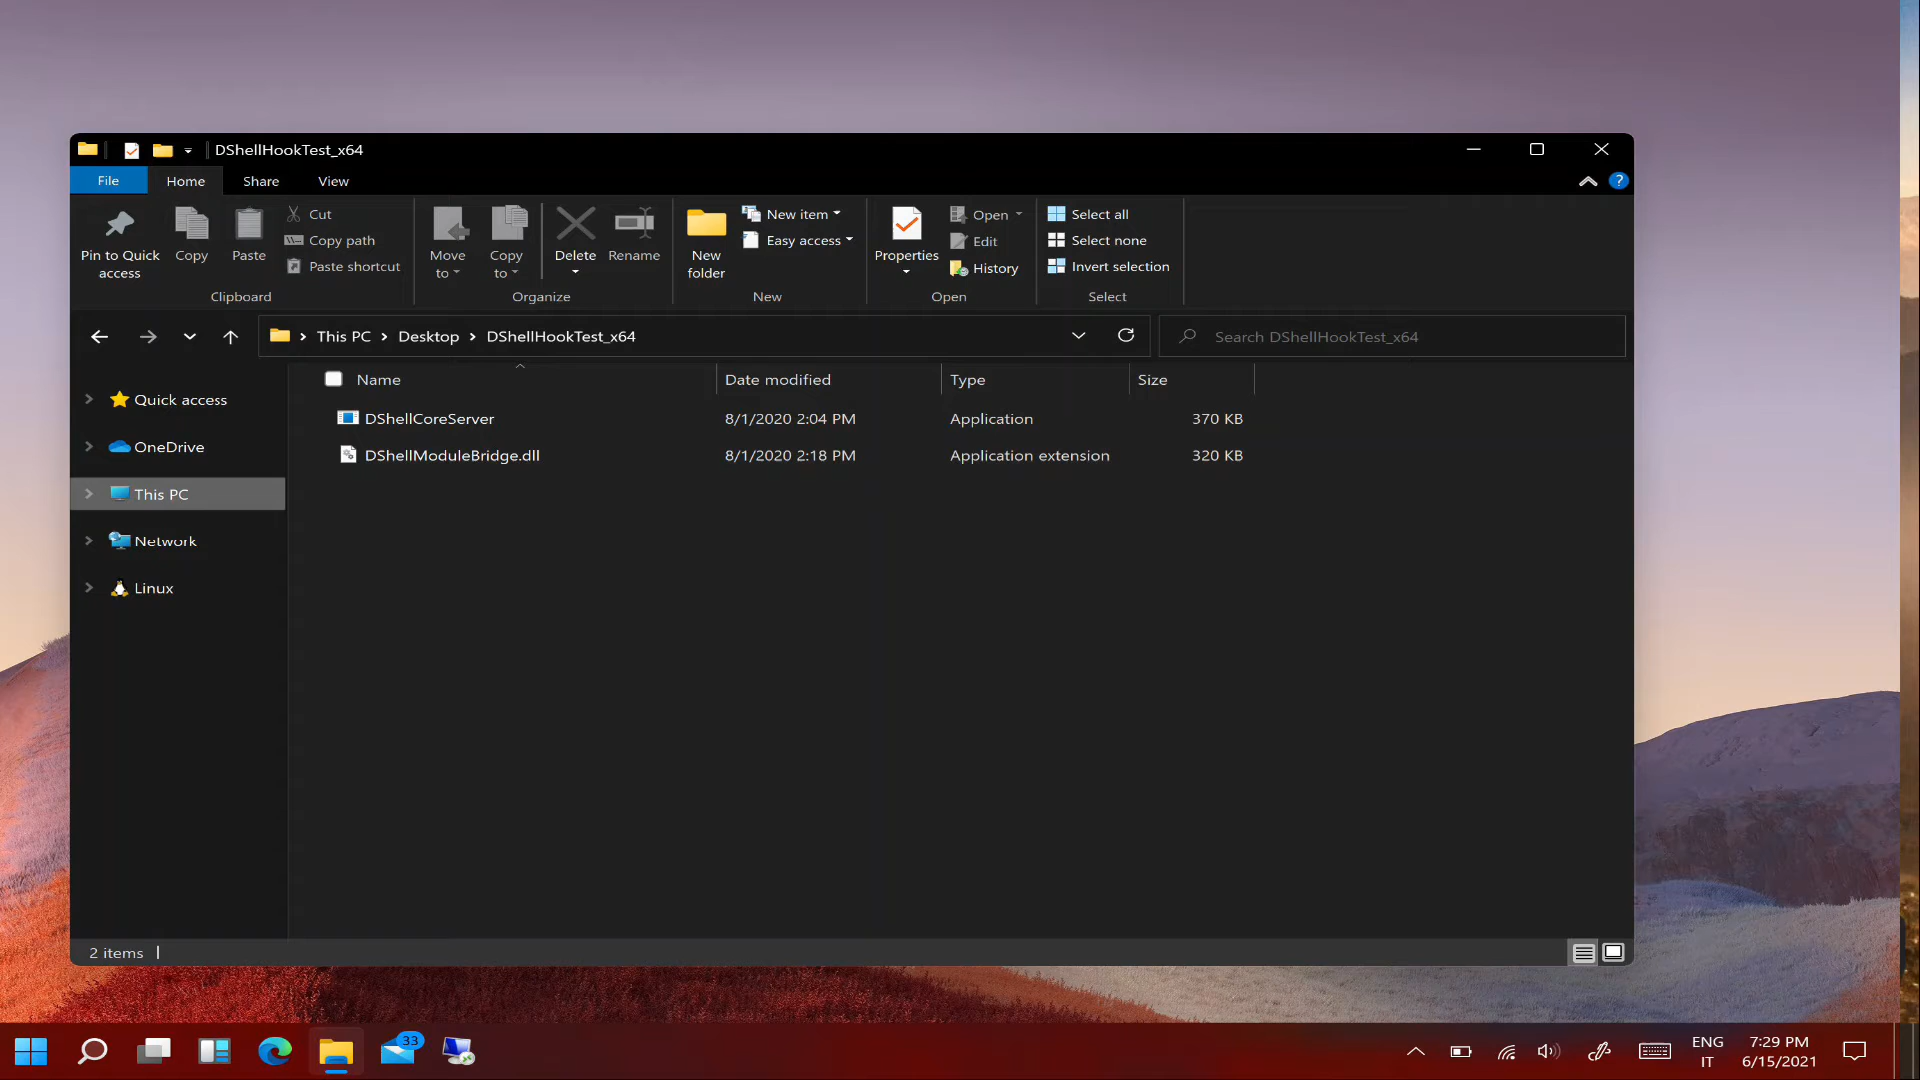 DShellHookTest_x64
File Home Share View
?
Pin to Quick access
Copy
Paste
Cut
Copy path
Paste shortcut
Clipboard
Move to
Copy to
Delete
Rename
Organize
New folder
New item
Easy access
New
Properties
Open
Edit
History
Open
Select all
Select none
Invert selection
Select
This PC Desktop DShellHookTest_x64
Search DShellHookTest_x64
Quick access
OneDrive
This PC
Network
Linux
Name Date modified Type Size
DShellCoreServer 8/1/2020 2:04 PM Application 370 KB
DShellModuleBridge.dll 8/1/2020 2:18 PM Application extension 320 KB
2 items
33
ENG
IT
7:29 PM
6/15/2021